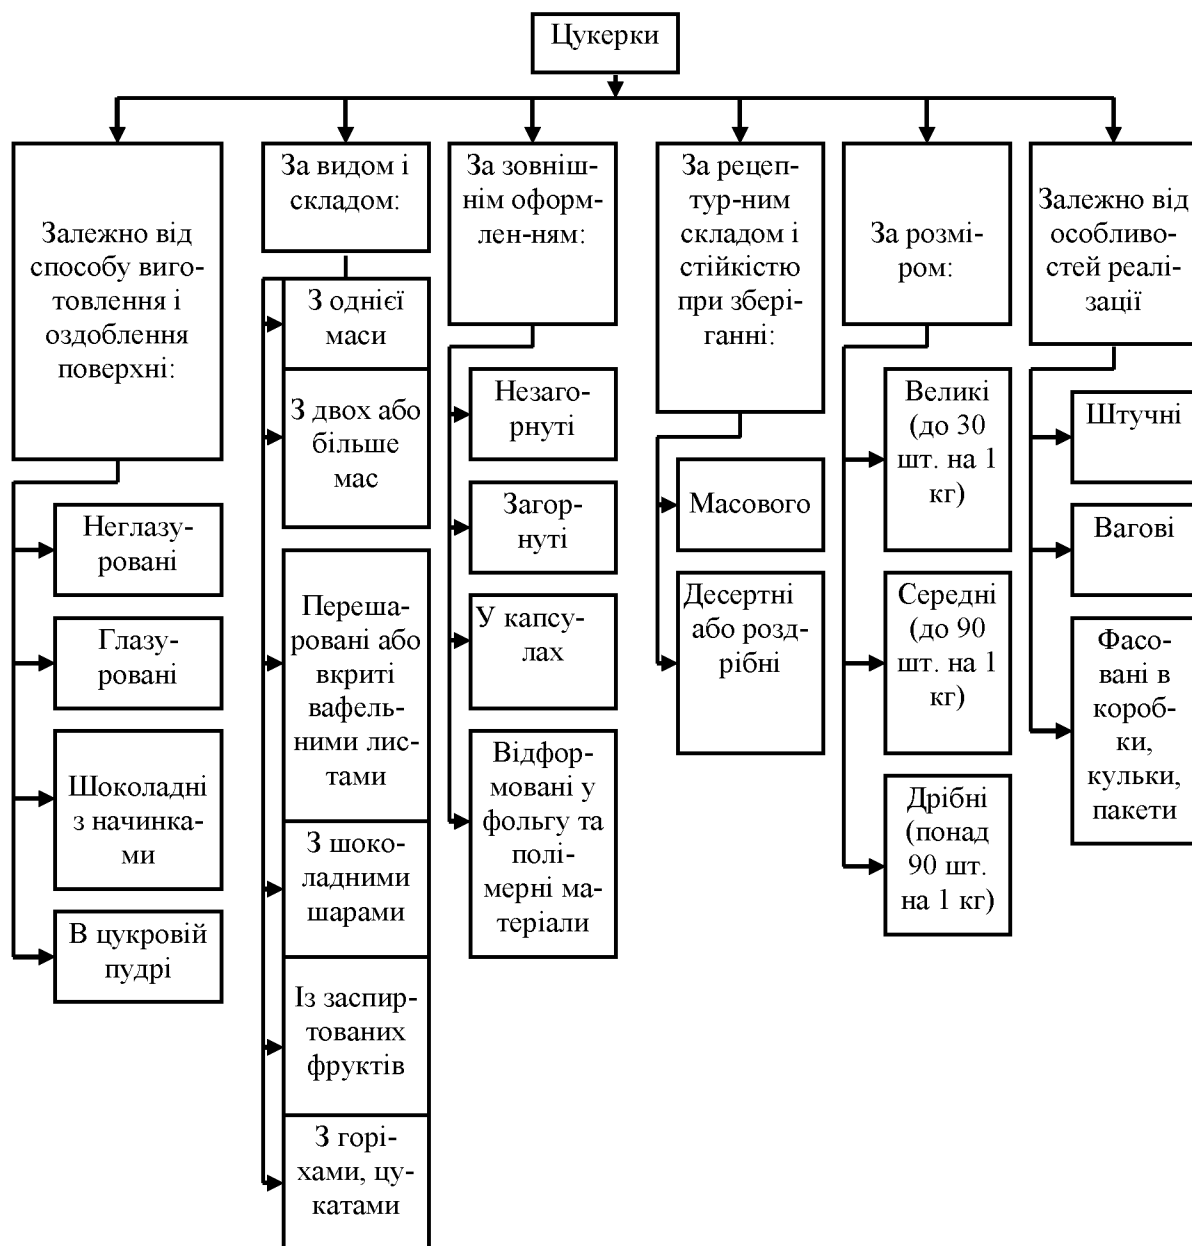 Цукерки
Залежно від
способу виго-
товлення і
оздоблення
поверхні:
Неглазу-
ровані
Глазу-
ровані
Шоколадні
з начинка-
ми
В цукровій
пудрі
За видом і
складом:
З однієї
маси
З двох або
більше
мас
Переша-
ровані або
вкриті
вафель-
ними лис-
тами
З шоко-
ладними
шарами
Із заспир-
тованих
фруктів
З горі-
хами, цу-
катами
За зовніш-
нім оформ-
лен-ням:
Незаго-
рнуті
Загор-
нуті
У капсу-
лах
Відфор-
мовані у
фольгу та
полі-
мерні ма-
теріали
За рецеп-
тур-ним
складом і
стійкістю
при збері-
ганні:
Масового
Десертні
або розд-
рібні
За розмі-
ром:
Великі
(до 30
шт. на 1
кг)
Середні
(до 90
шт. на 1
кг)
Дрібні
(понад
90 шт.
на 1 кг)
Залежно від
особливо-
стей реалі-
зації
Штучні
Вагові
Фасо-
вані в
короб-
ки,
кульки,
пакети